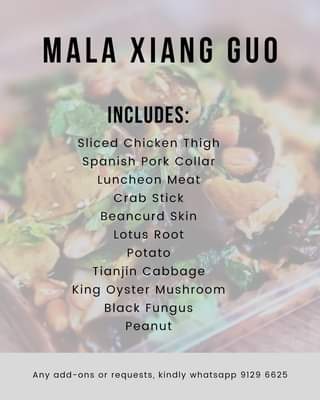 MALA XIANG GUO
INCLUDES:
Sliced Chicken Thigh
Spanish Pork Collar
Luncheon Meat
Crab Stick
Beancurd Skin
Lotus Root
Potato
Tianjin Cabbage
King Oyster Mushroom
Black Fungus
Peanut
Any add-ons or requests, kindly whatsapp 9129 6625